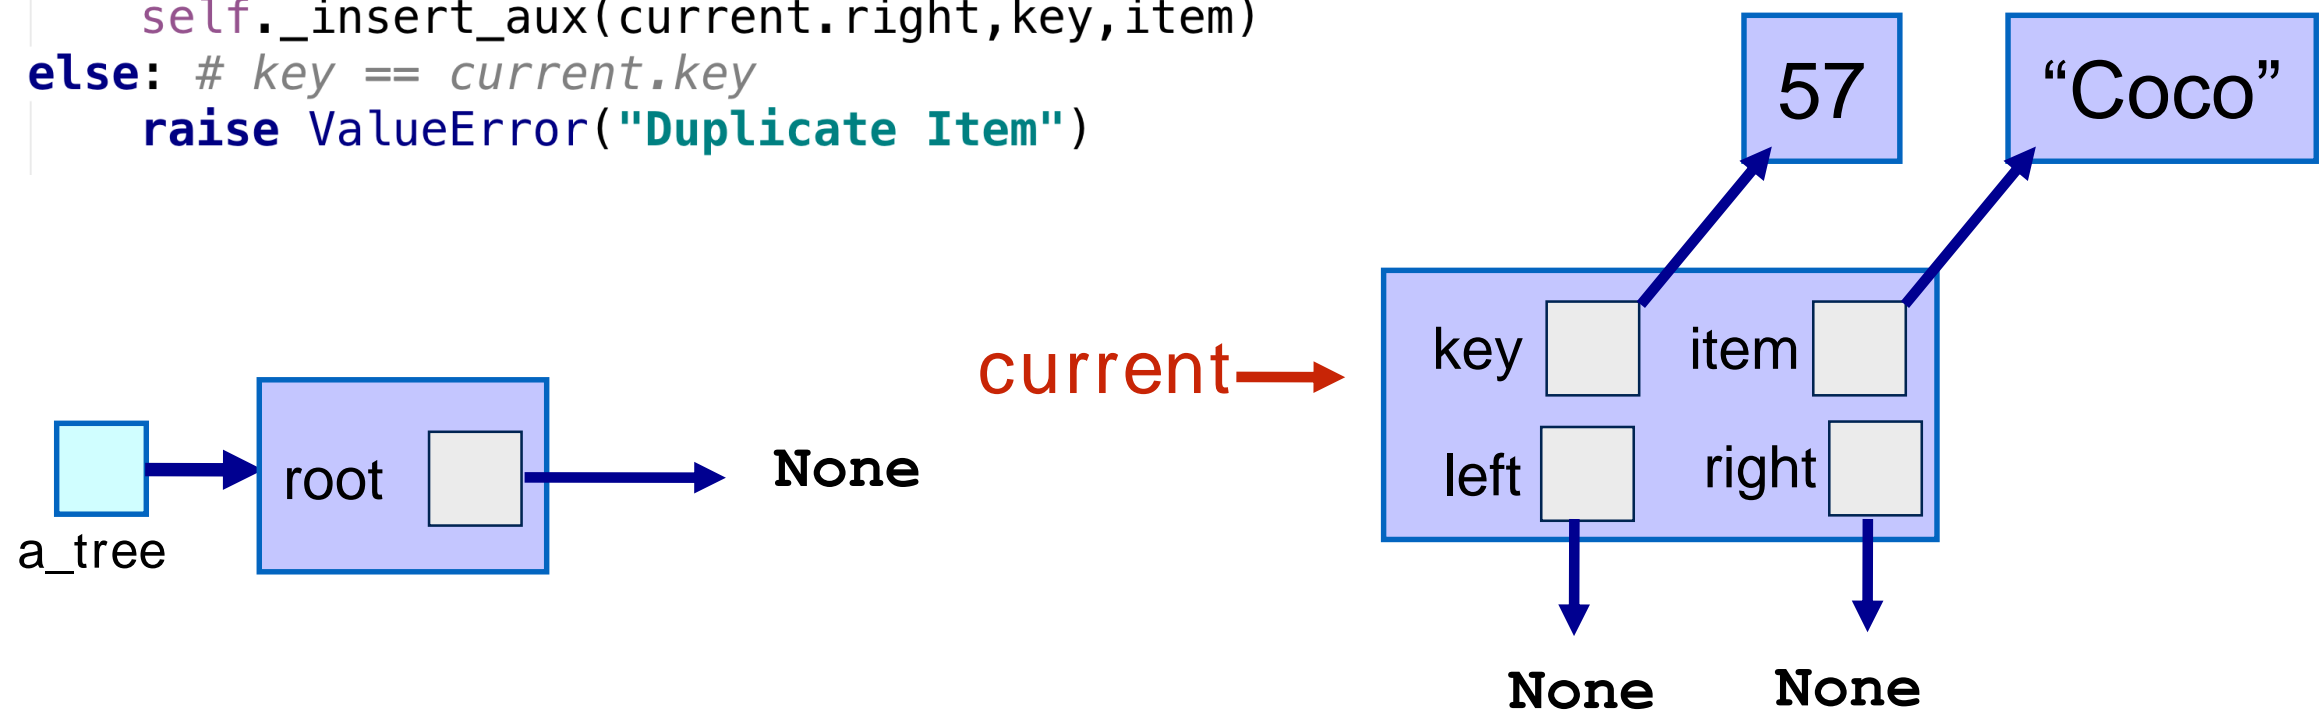 self._insert_aux(current.right,key,item)
else: # key == current.key
raise ValueError("Duplicate Item")
57
“Coco”
current
key
item
root
None
left
right
a_tree
None
None